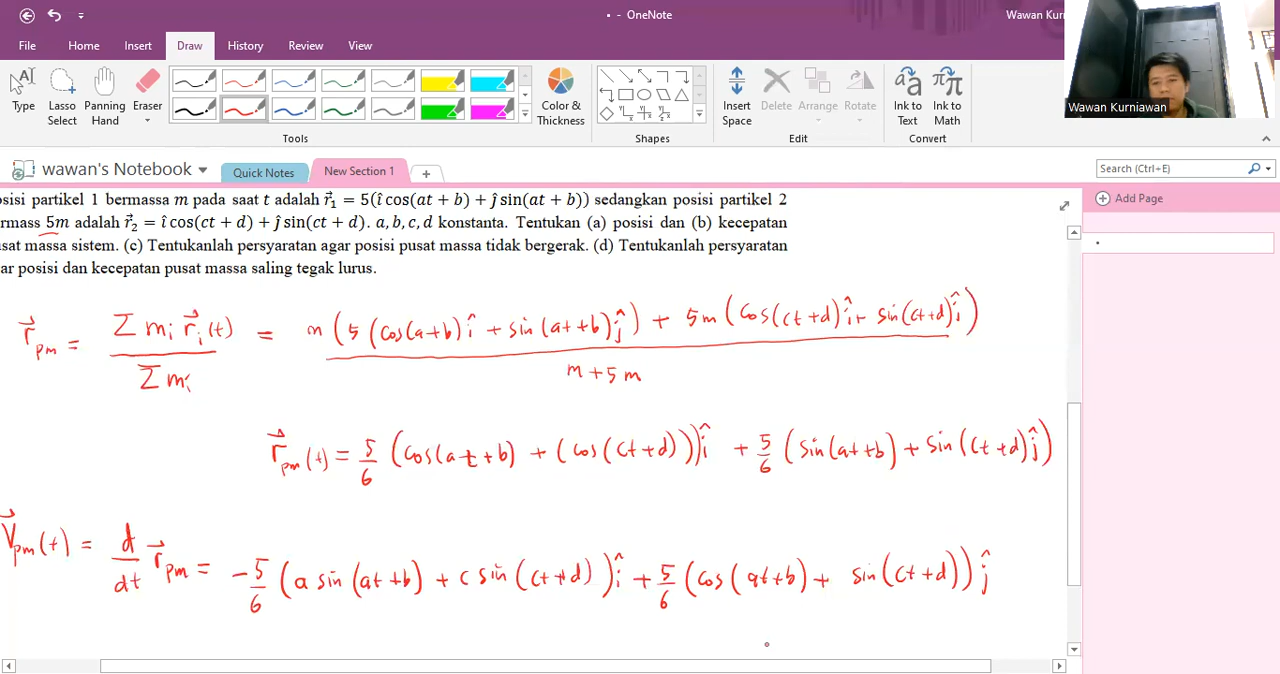 - OneNote
Wawan Kurn
File Home Insert Draw History Review View
Type Lasso Select Panning Hand Eraser Color & Thickness Insert Space Delete Arrange Rotate Ink to Text Ink to Math
Tools Shapes Edit Convert
Wawan Kurniawan
wawan's Notebook Quick Notes New Section 1 + Search (Ctrl+E)
Add Page
osisi partikel 1 bermassa m pada saat t adalah r⃗₁ = 5(î cos(at + b) + ĵ sin(at + b)) sedangkan posisi partikel 2
rmass 5m adalah r⃗₂ = î cos(ct + d) + ĵ sin(ct + d). a, b, c, d konstanta. Tentukan (a) posisi dan (b) kecepatan
usat massa sistem. (c) Tentukanlah persyaratan agar posisi pusat massa tidak bergerak. (d) Tentukanlah persyaratan
ar posisi dan kecepatan pusat massa saling tegak lurus.
r⃗pm = Σ mᵢ r⃗ᵢ(t) / Σ mᵢ = m (5 (cos(a+b) î + sin(at+b) ĵ) + 5m (cos(ct+d) î + sin(ct+d) î) / m + 5m
r⃗pm(t) = 5/6 (cos(at+b) + (cos(ct+d)) î + 5/6 (sin(at+b) + sin(ct+d) ĵ)
V⃗pm(t) = d/dt r⃗pm = -5/6 (a sin(at+b) + c sin(ct+d)) î + 5/6 (cos(at+b) + sin(ct+d)) ĵ